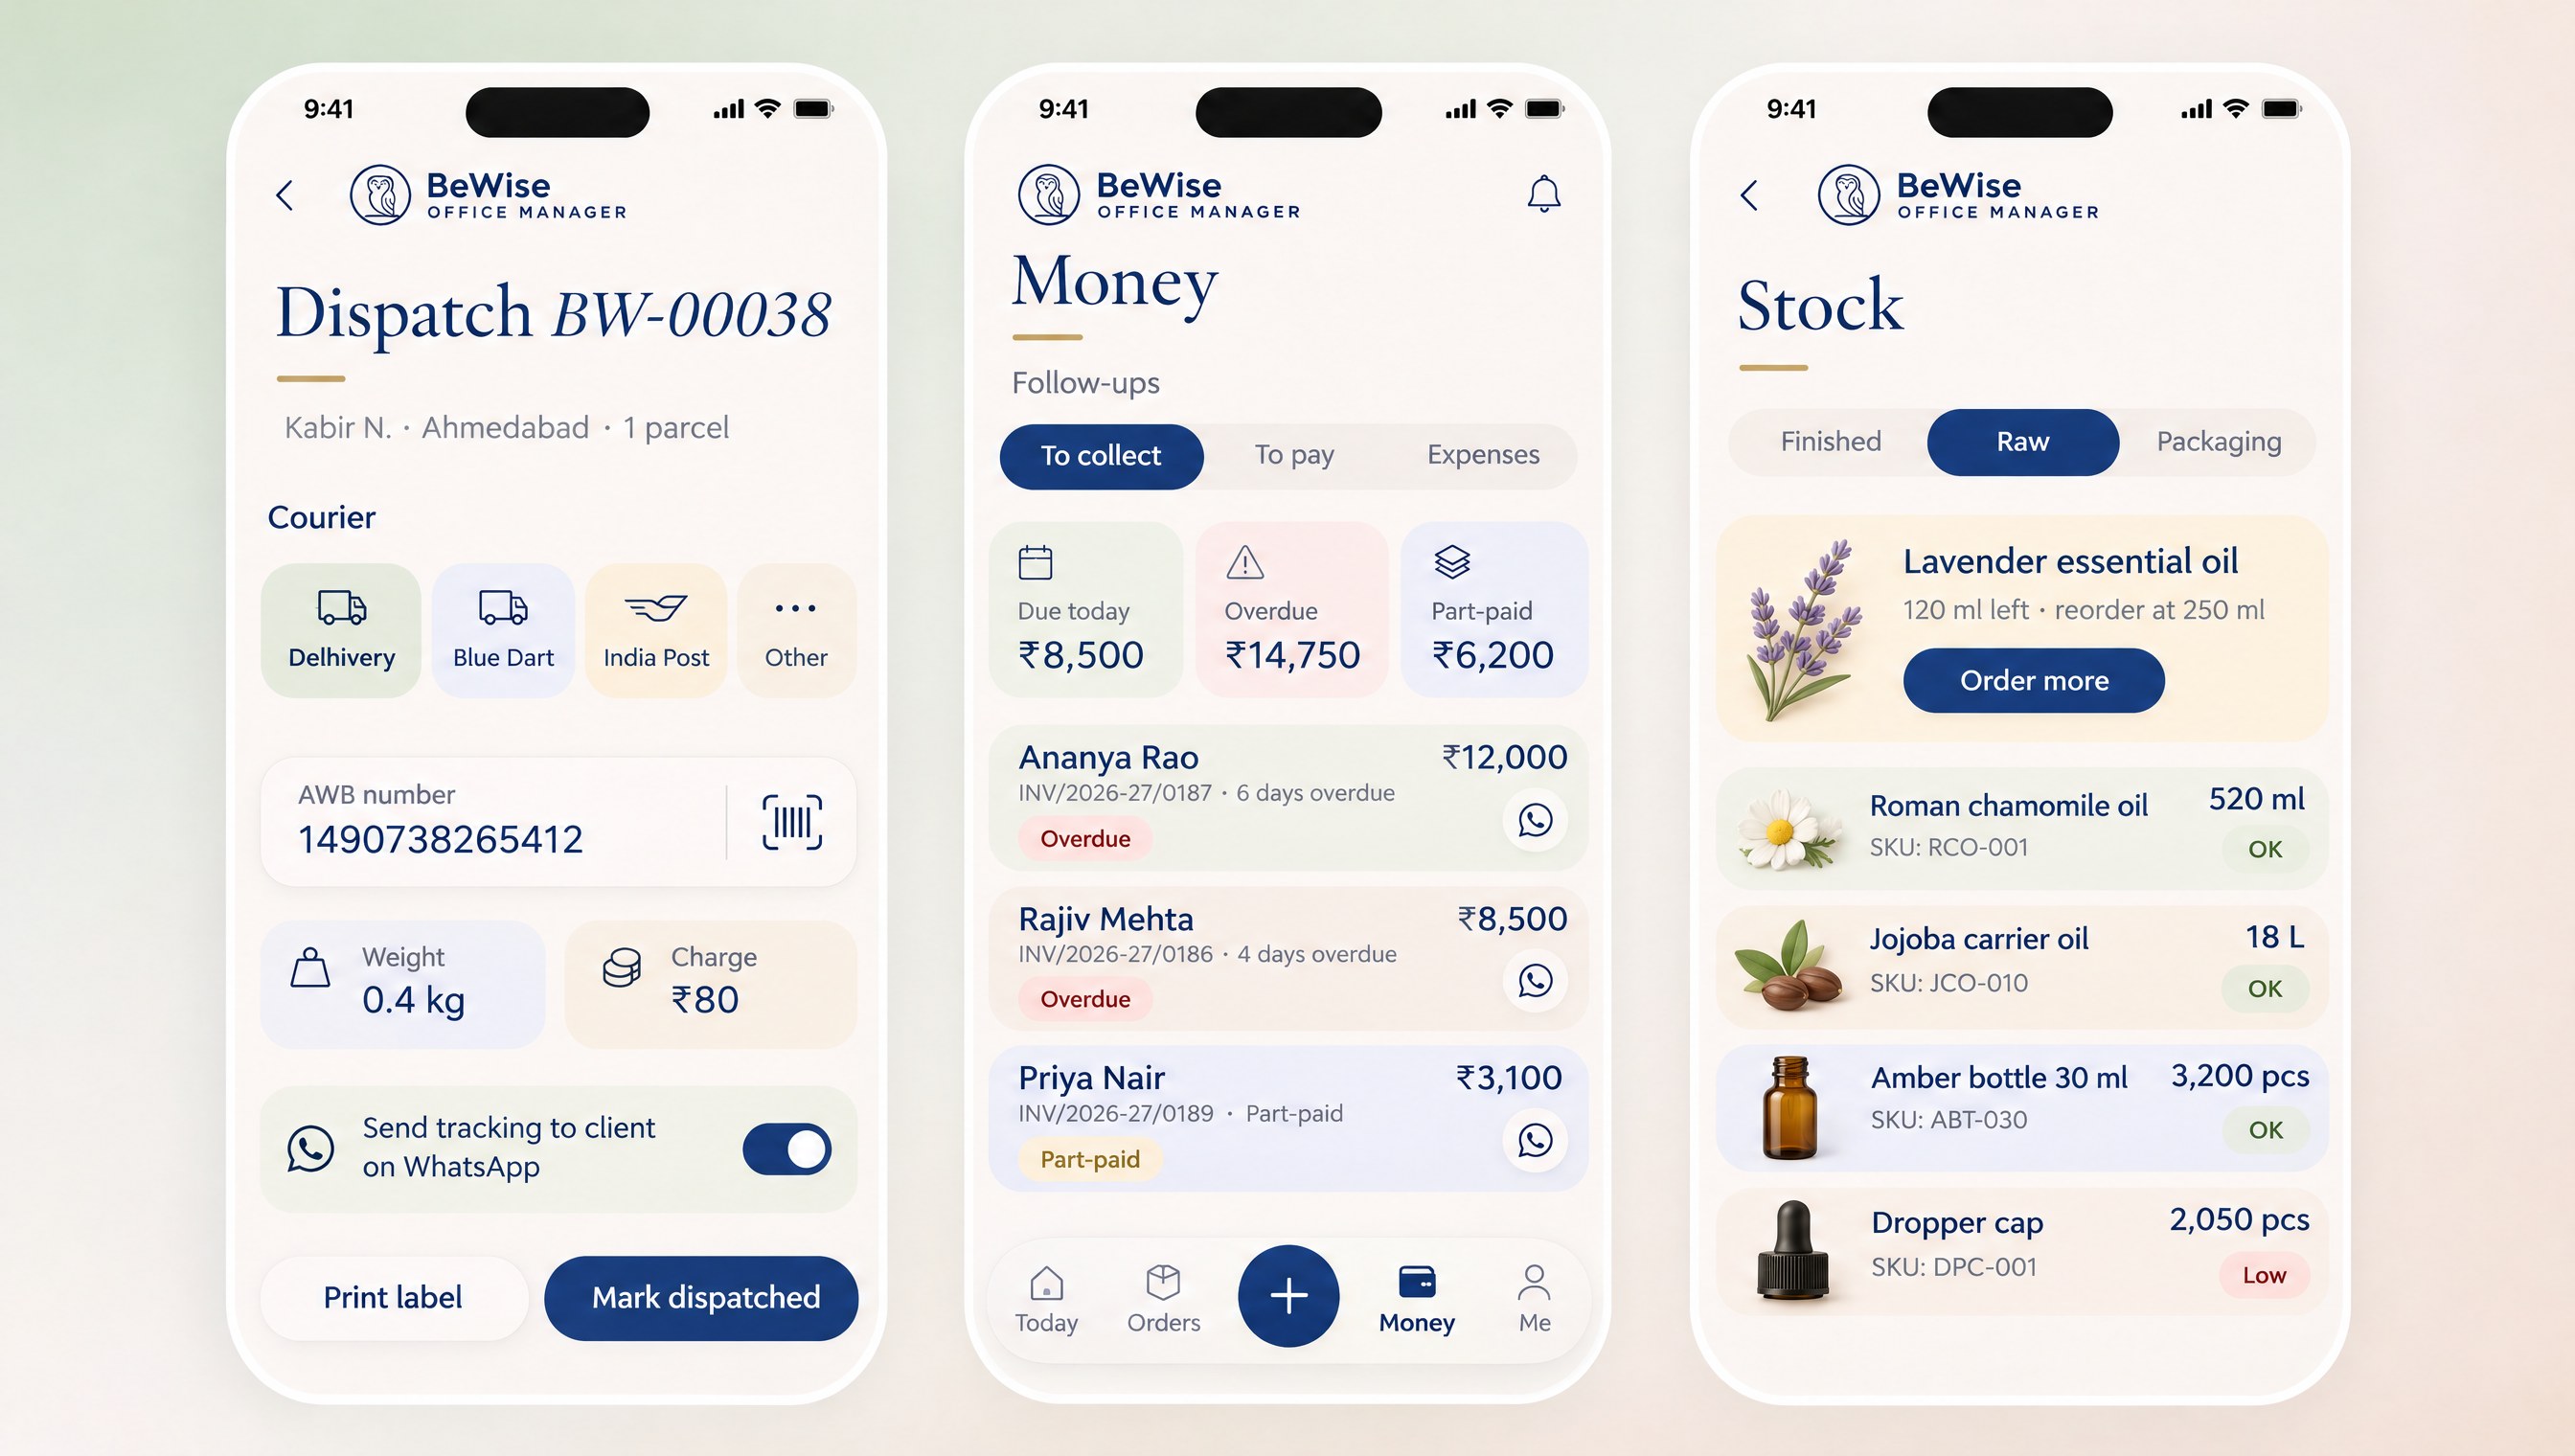 9:41
BeWise
OFFICE MANAGER
Dispatch BW-00038
Kabir N. · Ahmedabad · 1 parcel
Courier
Delhivery
Blue Dart
India Post
Other
AWB number
1490738265412
Weight
0.4 kg
Charge
₹80
Send tracking to client
on WhatsApp
Print label
Mark dispatched
9:41
BeWise
OFFICE MANAGER
Money
Follow-ups
To collect
To pay
Expenses
Due today
₹8,500
Overdue
₹14,750
Part-paid
₹6,200
Ananya Rao
₹12,000
INV/2026-27/0187 · 6 days overdue
Overdue
Rajiv Mehta
₹8,500
INV/2026-27/0186 · 4 days overdue
Overdue
Priya Nair
₹3,100
INV/2026-27/0189 · Part-paid
Part-paid
Today
Orders
Money
Me
9:41
BeWise
OFFICE MANAGER
Stock
Finished
Raw
Packaging
Lavender essential oil
120 ml left · reorder at 250 ml
Order more
Roman chamomile oil
520 ml
SKU: RCO-001
OK
Jojoba carrier oil
18 L
SKU: JCO-010
OK
Amber bottle 30 ml
3,200 pcs
SKU: ABT-030
OK
Dropper cap
2,050 pcs
SKU: DPC-001
Low